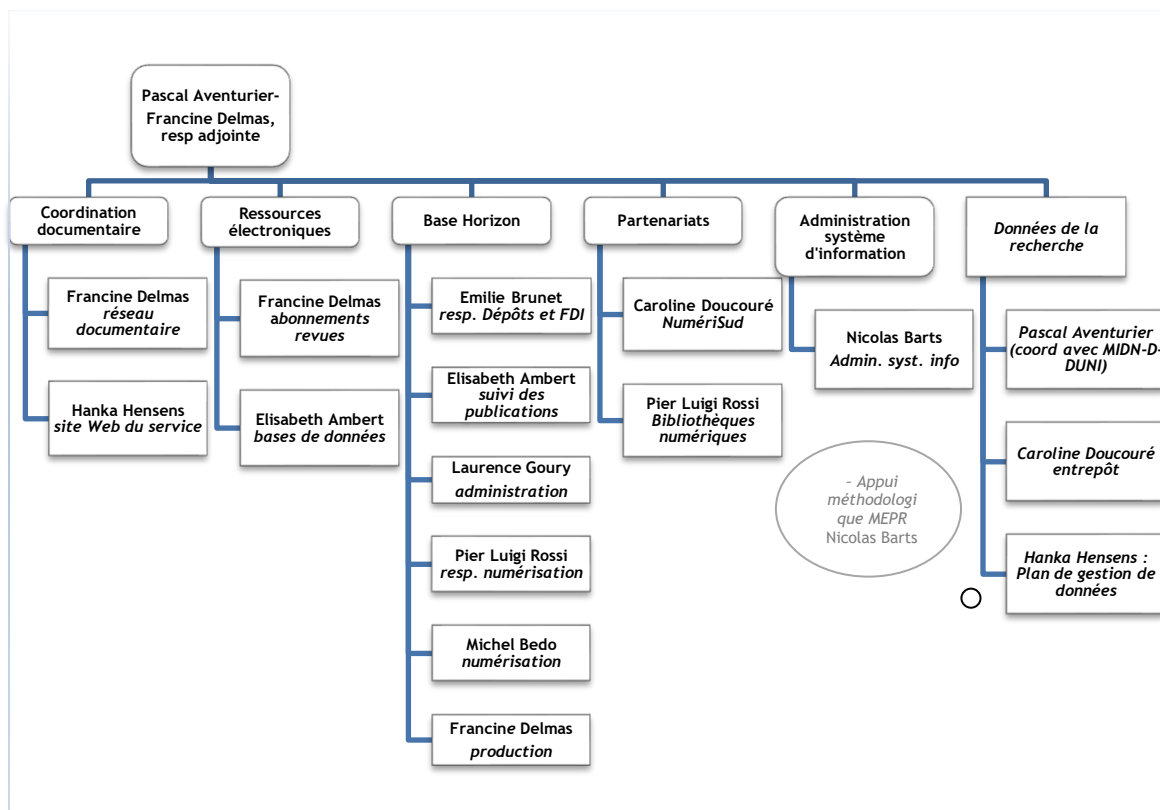 Pascal Aventurier-
Francine Delmas,
resp adjointe
Coordination
documentaire
Francine Delmas
réseau
documentaire
Hanka Hensens
site Web du service
Ressources
électroniques
Francine Delmas
abonnements
revues
Elisabeth Ambert
bases de données
Base Horizon
Emilie Brunet
resp. Dépôts et FDI
Elisabeth Ambert
suivi des
publications
Laurence Goury
administration
Pier Luigi Rossi
resp. numérisation
Michel Bedo
numérisation
Francine Delmas
production
Partenariats
Caroline Doucouré
NumériSud
Pier Luigi Rossi
Bibliothèques
numériques
Administration
système
d'information
Nicolas Barts
Admin. syst. info
- Appui
méthodologi
que MEPR
Nicolas Barts
Données de la
recherche
Pascal Aventurier
(coord avec MIDN-D-
DUNI)
Caroline Doucouré
entrepôt
Hanka Hensens :
Plan de gestion de
données